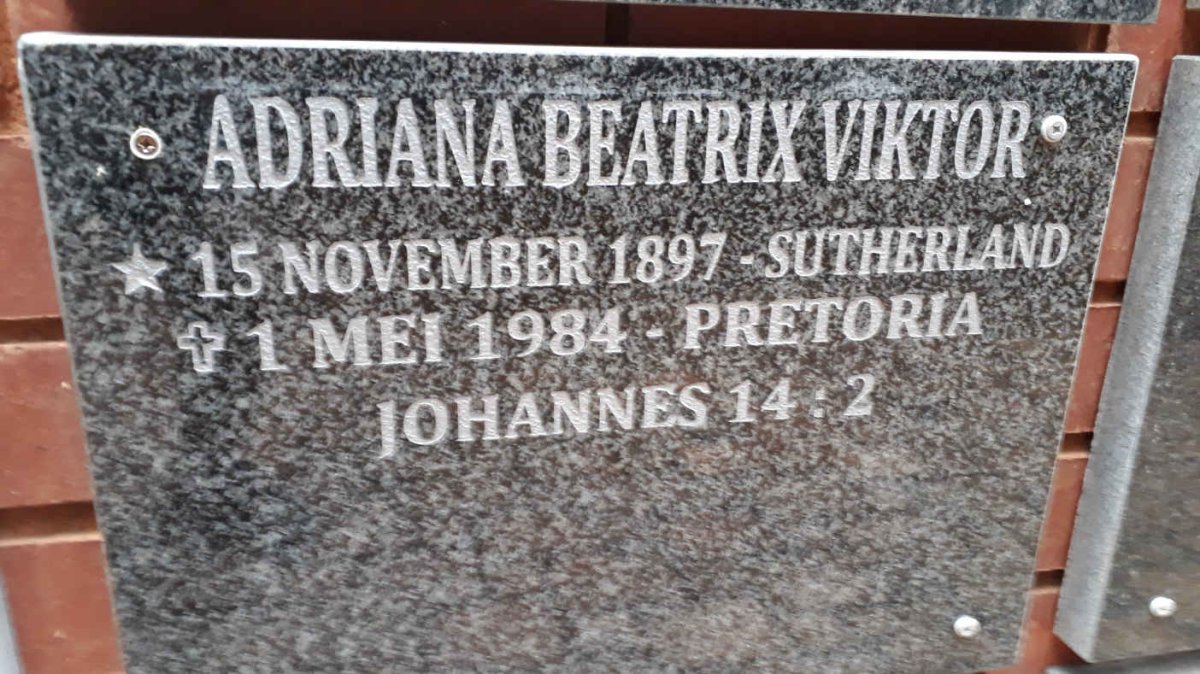 ADRIANA BEATRIX VIKTOR
★ 15 NOVEMBER 1897 - SUTHERLAND
✝ 1 MEI 1984 - PRETORIA
JOHANNES 14 : 2